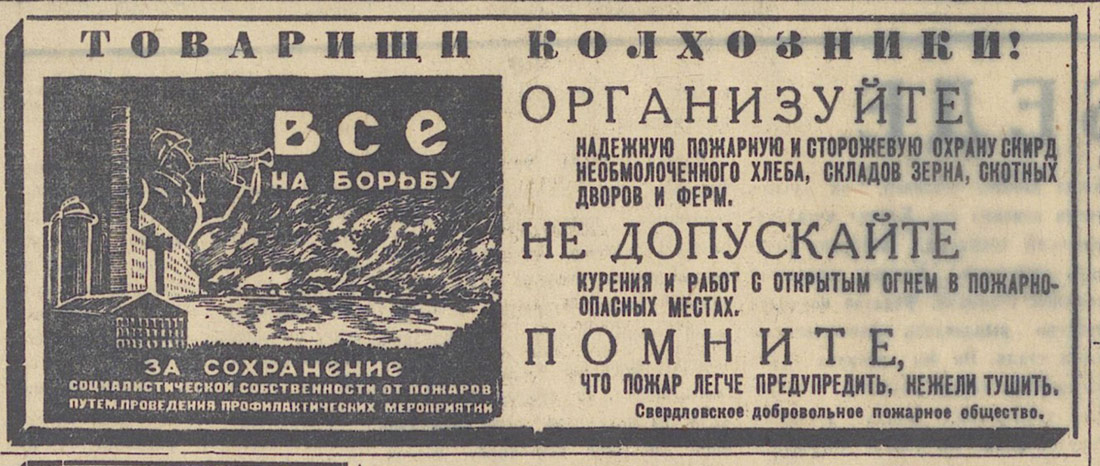 ТОВАРИЩИ КОЛХОЗНИКИ!
ВСЕ
НА БОРЬБУ
ЗА СОХРАНЕНИЕ
СОЦИАЛИСТИЧЕСКОЙ СОБСТВЕННОСТИ ОТ ПОЖАРОВ
ПУТЕМ ПРОВЕДЕНИЯ ПРОФИЛАКТИЧЕСКИХ МЕРОПРИЯТИЙ
ОРГАНИЗУЙТЕ
НАДЕЖНУЮ ПОЖАРНУЮ И СТОРОЖЕВУЮ ОХРАНУ СКИРД
НЕОБМОЛОЧЕННОГО ХЛЕБА, СКЛАДОВ ЗЕРНА, СКОТНЫХ
ДВОРОВ И ФЕРМ.
НЕ ДОПУСКАЙТЕ
КУРЕНИЯ И РАБОТ С ОТКРЫТЫМ ОГНЕМ В ПОЖАРНО-
ОПАСНЫХ МЕСТАХ.
ПОМНИТЕ,
ЧТО ПОЖАР ЛЕГЧЕ ПРЕДУПРЕДИТЬ, НЕЖЕЛИ ТУШИТЬ.
Свердловское добровольное пожарное общество.